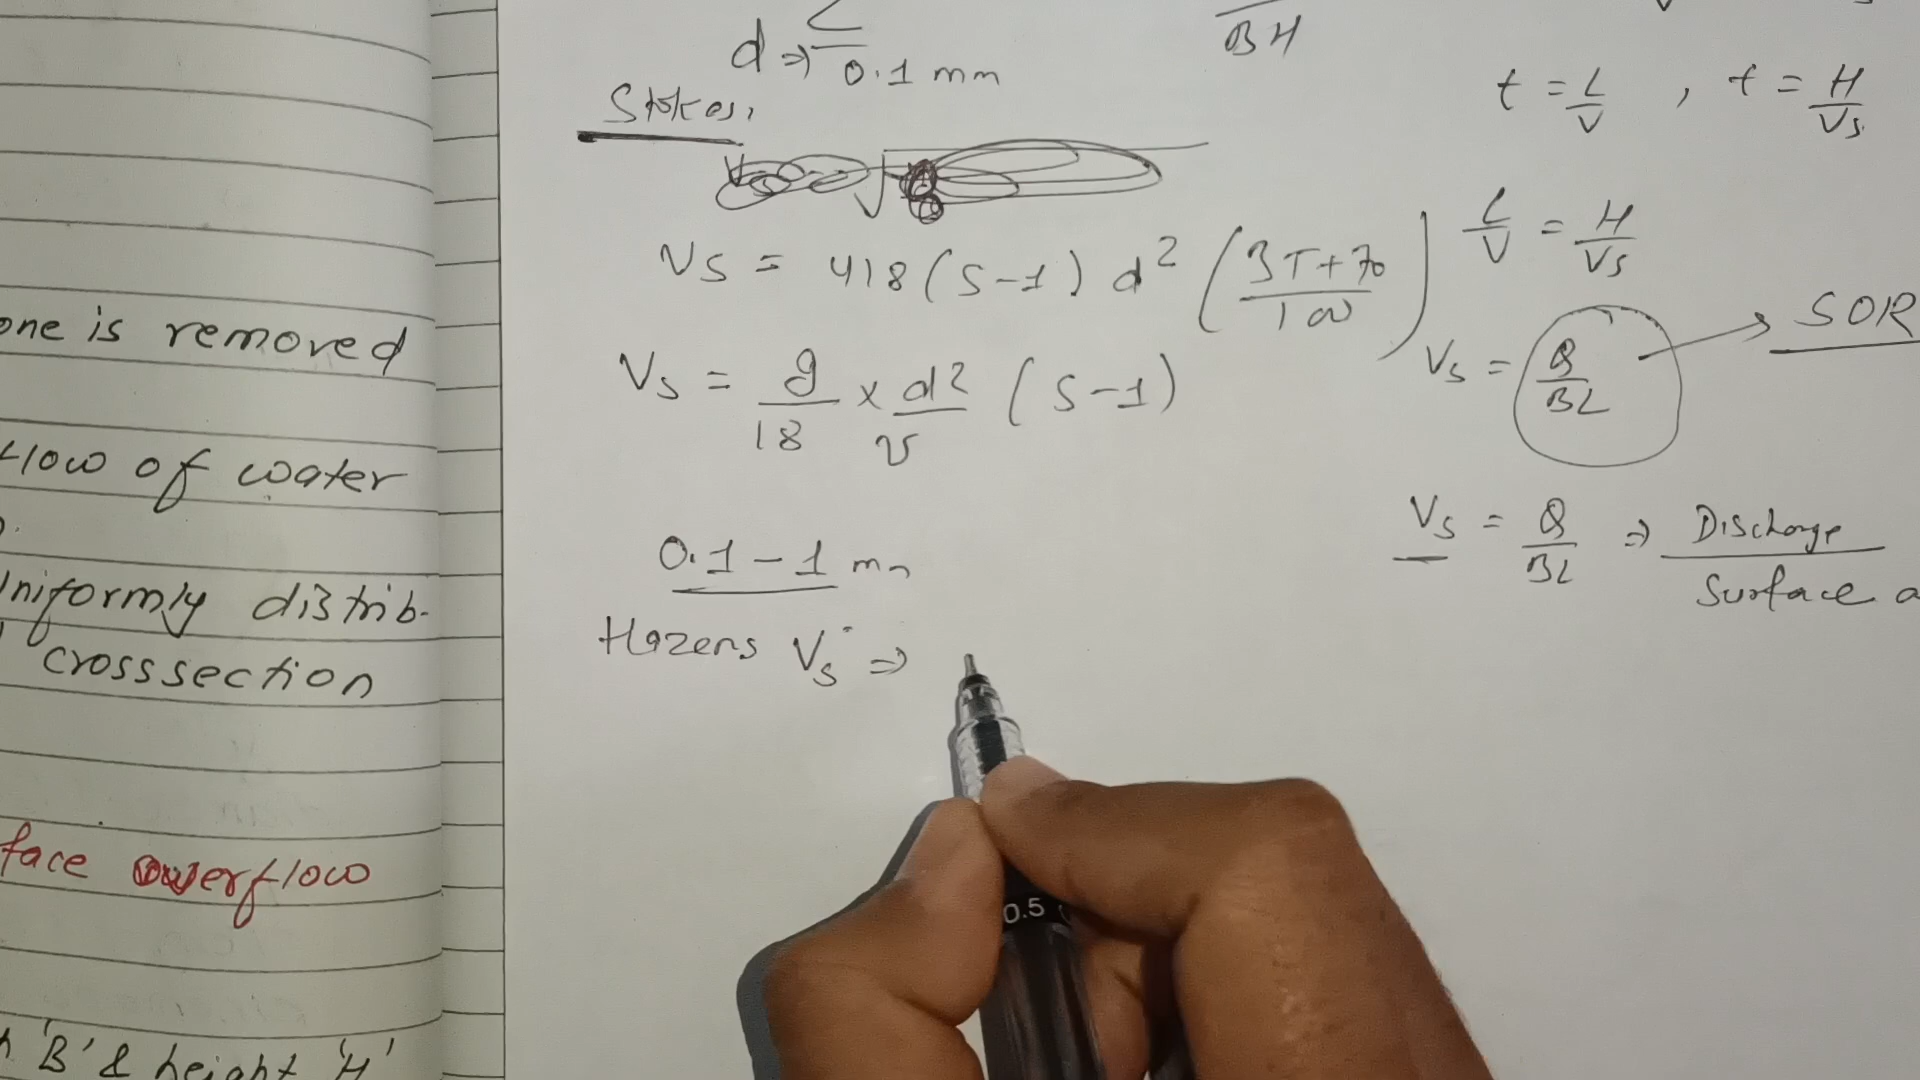 one is removed
flow of water
uniformly distrib-
crosssection
face overflow
'B' & height 'H'
d ⇒ / 0.1 mm
Stokes,
Vs = 418 (S-1) d² (3T+70 / 100)
Vs = g/18 × d²/ν (S-1)
0.1 - 1 mm
Hazens Vs ⇒
BH
t = L/V , t = H/Vs
L/V = H/Vs
Vs = Q/BL → SOR
Vs = Q/BL ⇒ Discharge / Surface a
0.5